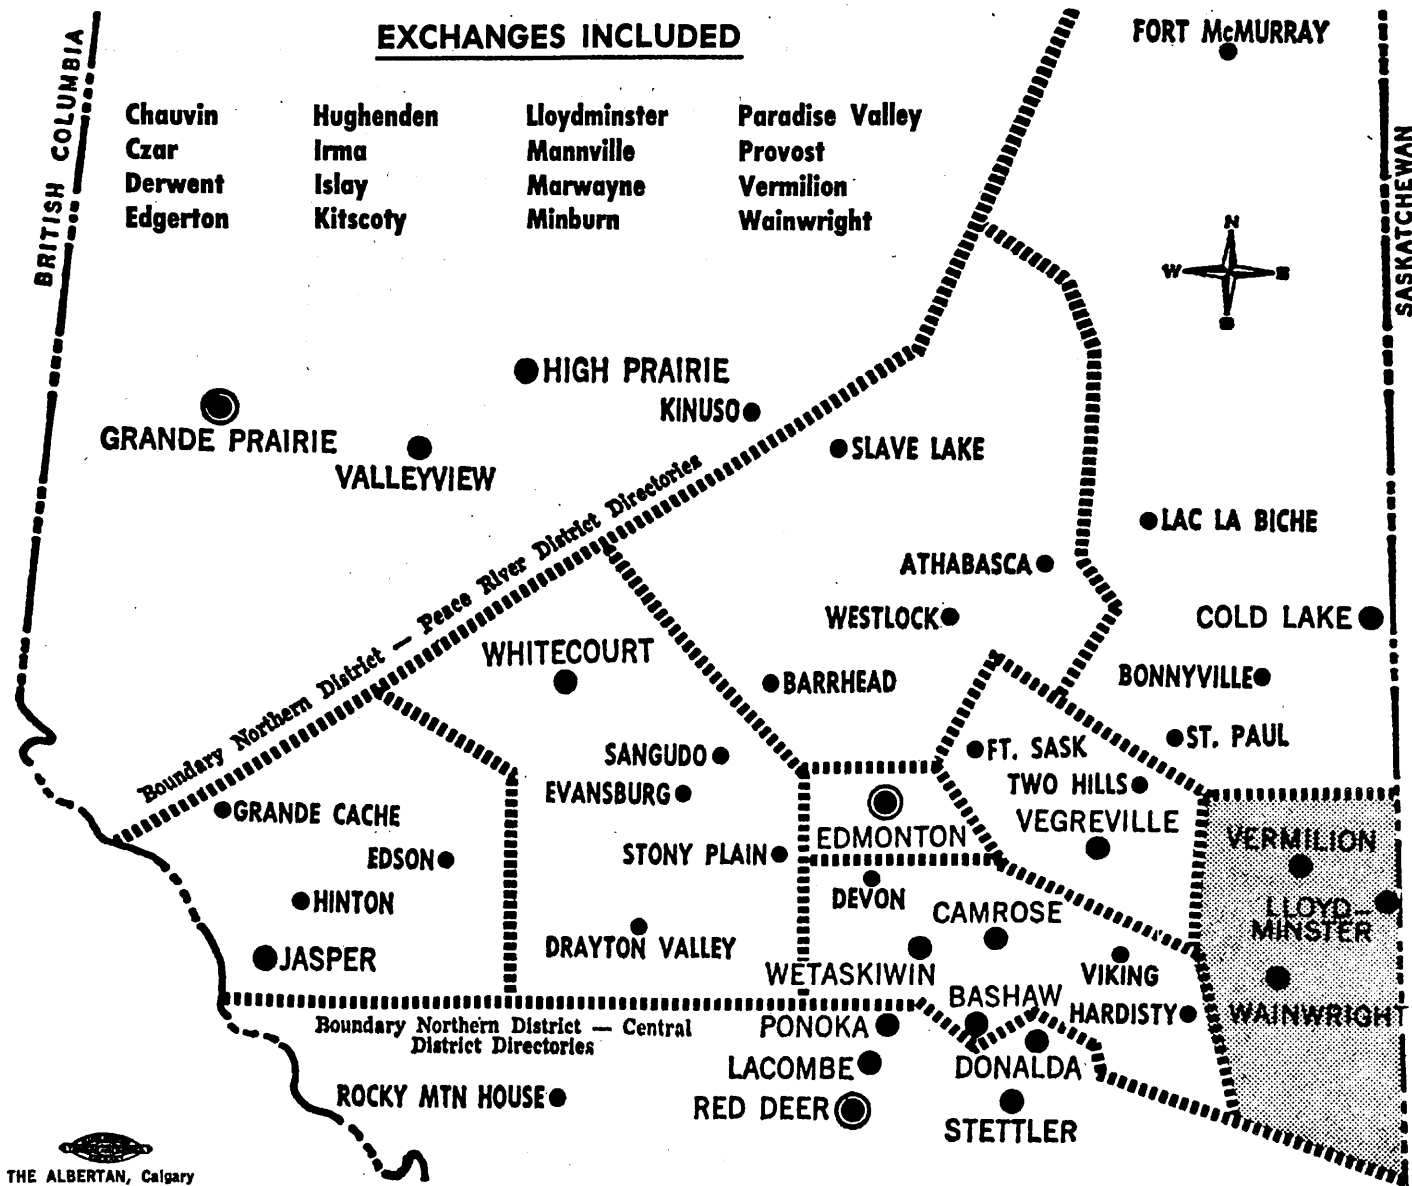 EXCHANGES INCLUDED
Chauvin Hughenden Lloydminster Paradise Valley
Czar Irma Mannville Provost
Derwent Islay Marwayne Vermilion
Edgerton Kitscoty Minburn Wainwright
BRITISH COLUMBIA
FORT McMURRAY
SASKATCHEWAN
N
W E
S
HIGH PRAIRIE
KINUSO
GRANDE PRAIRIE
VALLEYVIEW
SLAVE LAKE
Boundary Northern District — Peace River District Directories
LAC LA BICHE
ATHABASCA
WESTLOCK
COLD LAKE
WHITECOURT
BARRHEAD
BONNYVILLE
ST. PAUL
SANGUDO
FT. SASK
EVANSBURG
TWO HILLS
GRANDE CACHE
EDMONTON
VEGREVILLE
VERMILION
EDSON
STONY PLAIN
DEVON
HINTON
CAMROSE
LLOYD-
MINSTER
DRAYTON VALLEY
JASPER
WETASKIWIN
VIKING
BASHAW
HARDISTY
WAINWRIGHT
Boundary Northern District — Central
District Directories
PONOKA
LACOMBE
DONALDA
ROCKY MTN HOUSE
RED DEER
STETTLER
THE ALBERTAN, Calgary